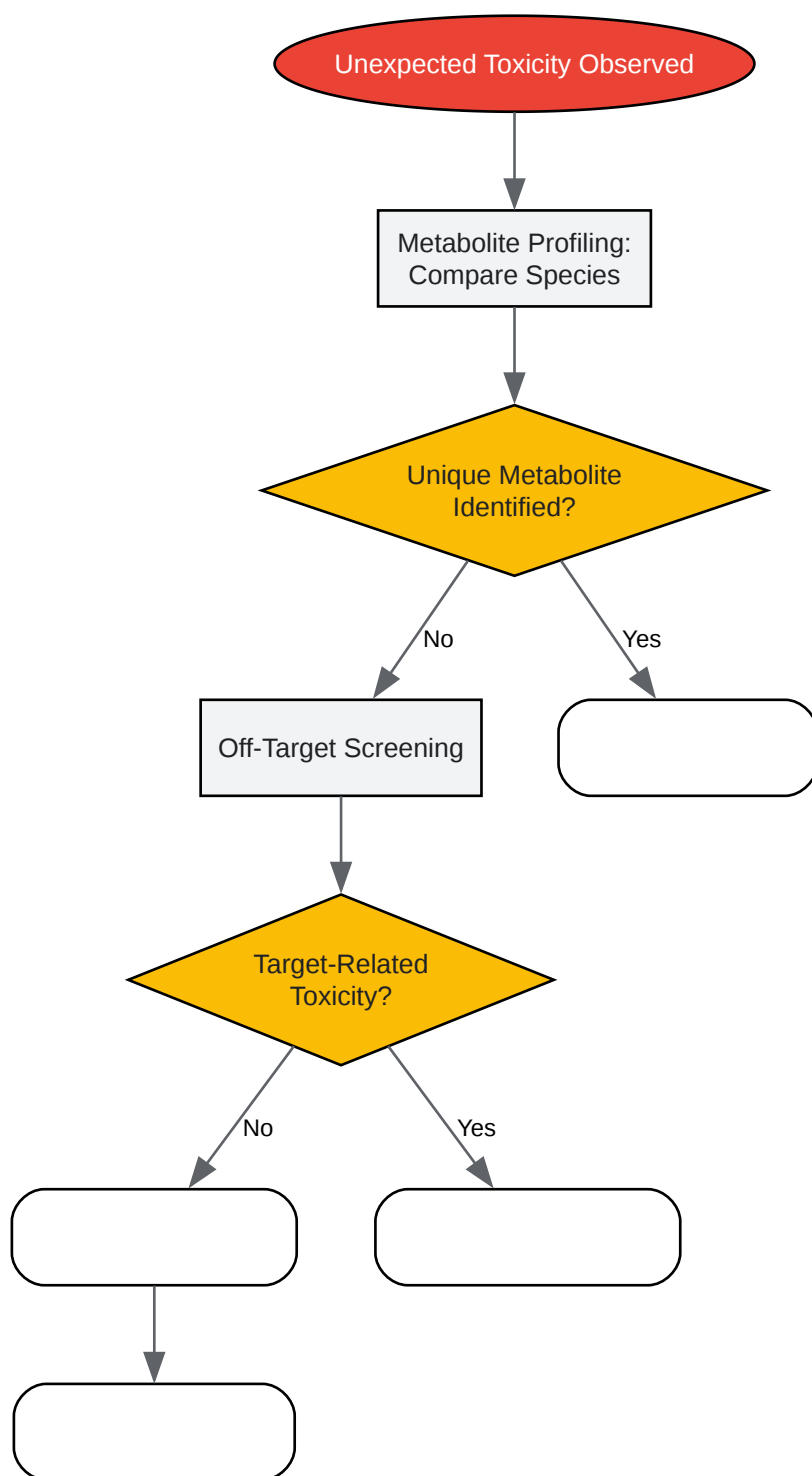 Unexpected Toxicity Observed
Metabolite Profiling:
Compare Species
Unique Metabolite
Identified?
No
Yes
Off-Target Screening
Target-Related
Toxicity?
No
Yes